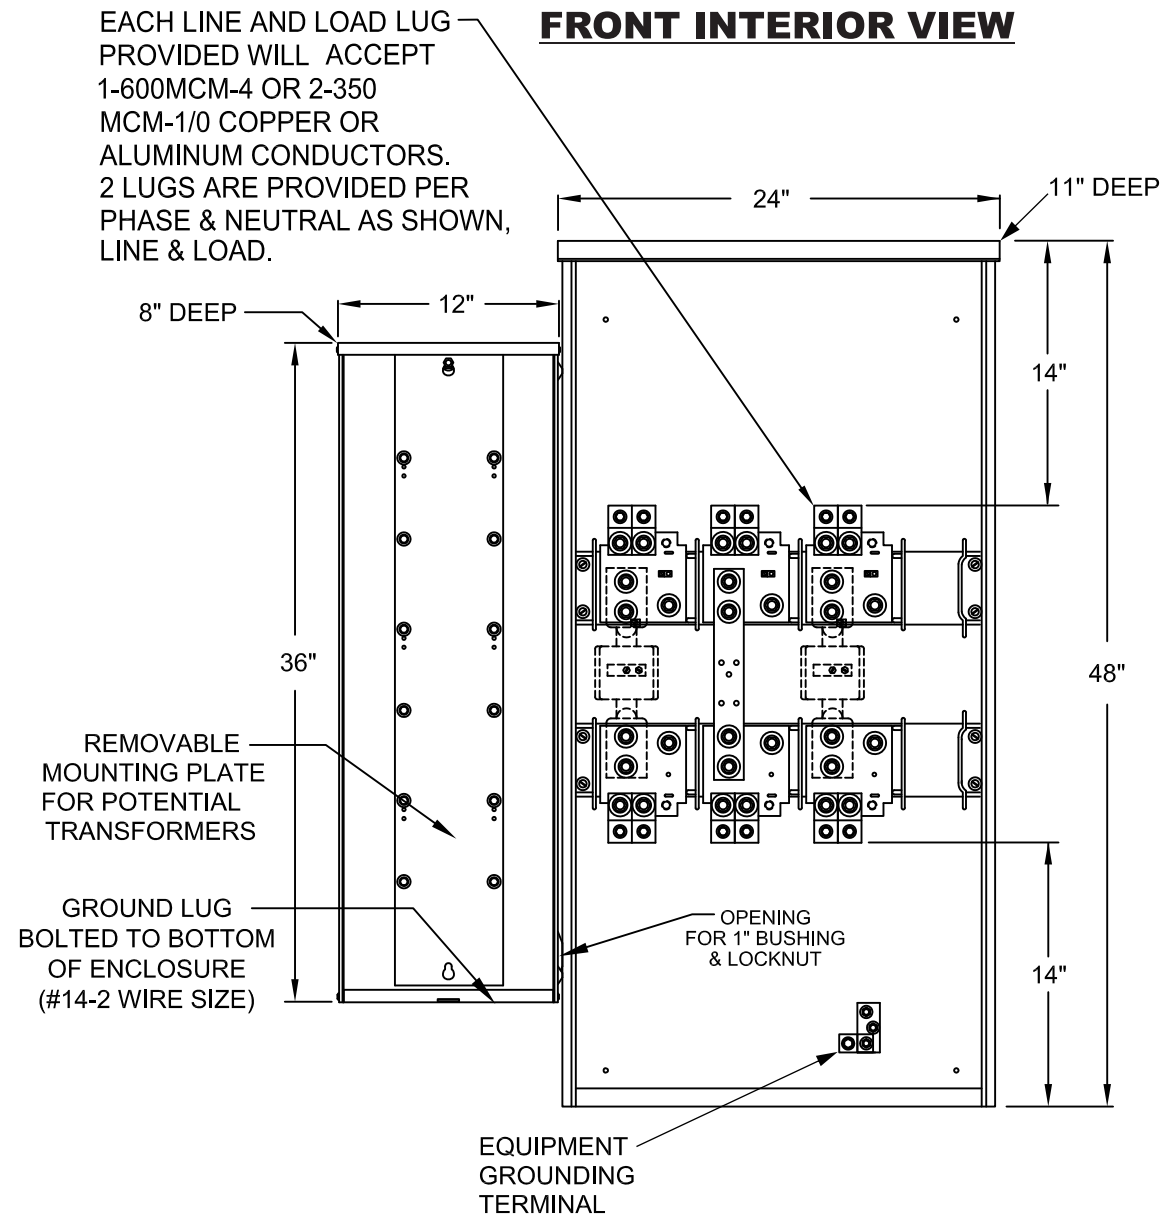 EACH LINE AND LOAD LUG
PROVIDED WILL ACCEPT
1-600MCM-4 OR 2-350
MCM-1/0 COPPER OR
ALUMINUM CONDUCTORS.
2 LUGS ARE PROVIDED PER
PHASE & NEUTRAL AS SHOWN,
LINE & LOAD.
FRONT INTERIOR VIEW
24"
11" DEEP
8" DEEP
12"
14"
36"
48"
REMOVABLE
MOUNTING PLATE
FOR POTENTIAL
TRANSFORMERS
GROUND LUG
BOLTED TO BOTTOM
OF ENCLOSURE
(#14-2 WIRE SIZE)
OPENING
FOR 1" BUSHING
& LOCKNUT
14"
EQUIPMENT
GROUNDING
TERMINAL